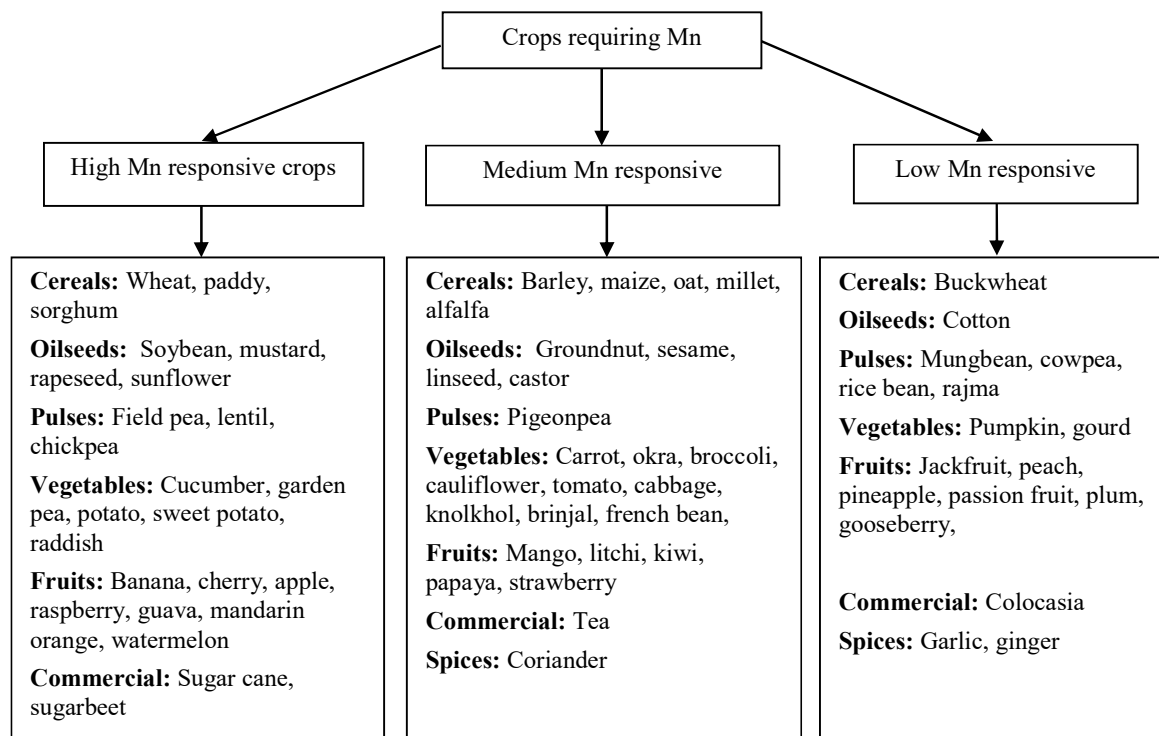 Crops requiring Mn
High Mn responsive crops
Medium Mn responsive
Low Mn responsive
Cereals: Wheat, paddy,
sorghum
Oilseeds: Soybean, mustard,
rapeseed, sunflower
Pulses: Field pea, lentil,
chickpea
Vegetables: Cucumber, garden
pea, potato, sweet potato,
raddish
Fruits: Banana, cherry, apple,
raspberry, guava, mandarin
orange, watermelon
Commercial: Sugar cane,
sugarbeet
Cereals: Barley, maize, oat, millet,
alfalfa
Oilseeds: Groundnut, sesame,
linseed, castor
Pulses: Pigeonpea
Vegetables: Carrot, okra, broccoli,
cauliflower, tomato, cabbage,
knolkhol, brinjal, french bean,
Fruits: Mango, litchi, kiwi,
papaya, strawberry
Commercial: Tea
Spices: Coriander
Cereals: Buckwheat
Oilseeds: Cotton
Pulses: Mungbean, cowpea,
rice bean, rajma
Vegetables: Pumpkin, gourd
Fruits: Jackfruit, peach,
pineapple, passion fruit, plum,
gooseberry,
Commercial: Colocasia
Spices: Garlic, ginger